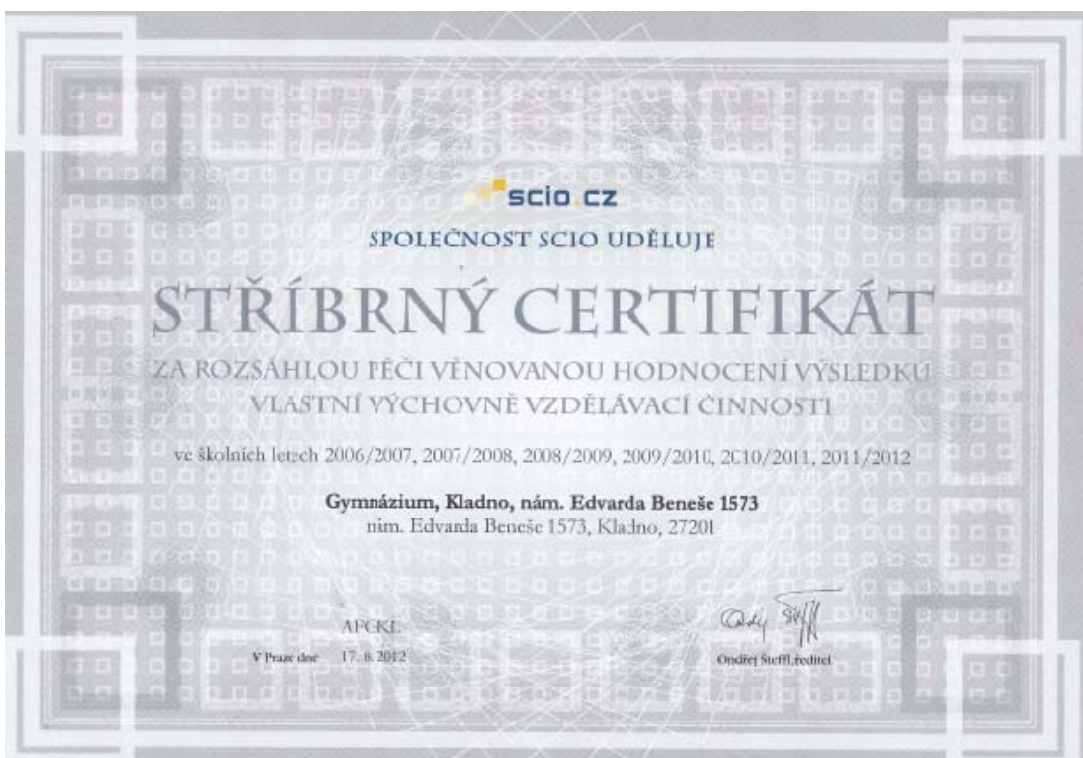 scio.cz
SPOLEČNOST SCIO UDĚLUJE
STŘÍBRNÝ CERTIFIKÁT
ZA ROZSÁHLOU PÉČI VĚNOVANOU HODNOCENÍ VÝSLEDKŮ
VLASTNÍ VÝCHOVNĚ VZDĚLÁVACÍ ČINNOSTI
ve školních letech 2006/2007, 2007/2008, 2008/2009, 2009/2010, 2010/2011, 2011/2012
Gymnázium, Kladno, nám. Edvarda Beneše 1573
nám. Edvarda Beneše 1573, Kladno, 27201
V Praze dne 17. 8.2012
Ondřej Šteffl, ředitel